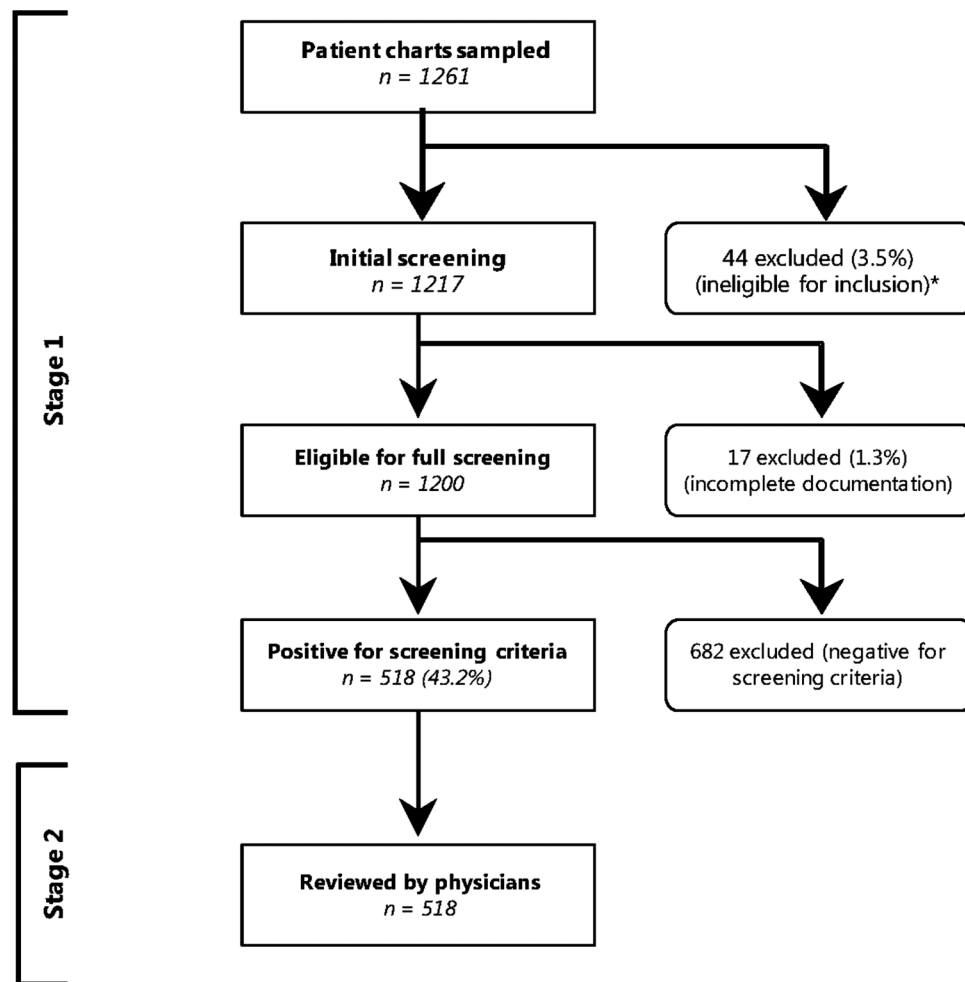 Stage 1
Patient charts sampled
n = 1261
Initial screening
n = 1217
44 excluded (3.5%)
(ineligible for inclusion)*
Eligible for full screening
n = 1200
17 excluded (1.3%)
(incomplete documentation)
Positive for screening criteria
n = 518 (43.2%)
682 excluded (negative for
screening criteria)
Stage 2
Reviewed by physicians
n = 518